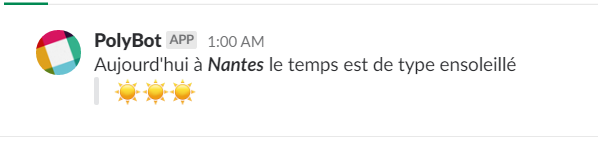 PolyBot APP 1:00 AM
Aujourd'hui à Nantes le temps est de type ensoleillé